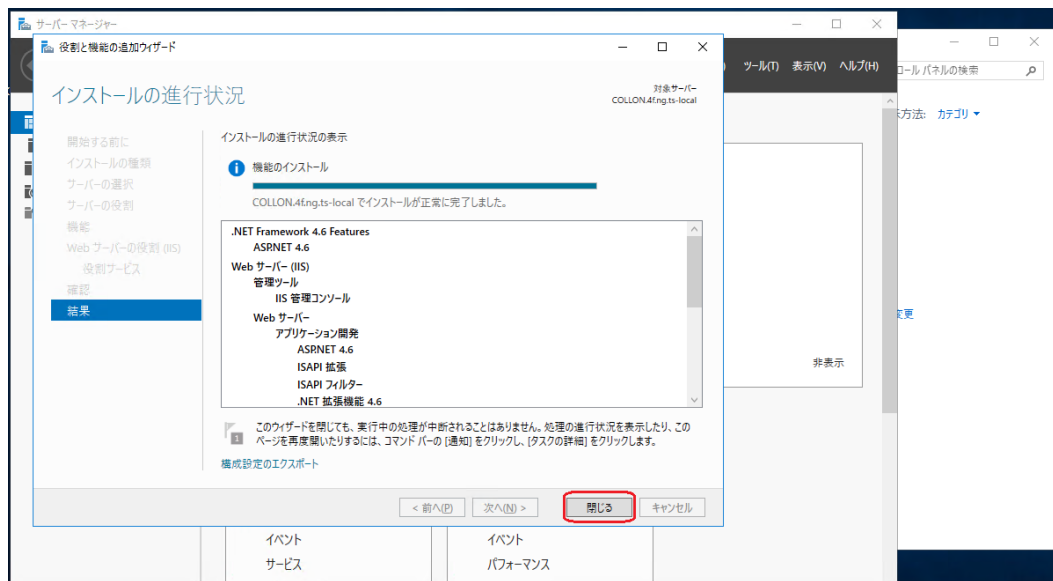 サーバー マネージャー
役割と機能の追加ウィザード
ツール(T) 表示(V) ヘルプ(H)
ロール パネルの検索
インストールの進行状況
対象サーバー
COLLON.4f.ng.ts-local
方法: カテゴリ
開始する前に
インストールの種類
サーバーの選択
サーバーの役割
機能
Web サーバーの役割 (IIS)
役割サービス
確認
結果
インストールの進行状況の表示
機能のインストール
COLLON.4f.ng.ts-local でインストールが正常に完了しました。
.NET Framework 4.6 Features
ASP.NET 4.6
Web サーバー (IIS)
管理ツール
IIS 管理コンソール
Web サーバー
アプリケーション開発
ASP.NET 4.6
ISAPI 拡張
ISAPI フィルター
.NET 拡張機能 4.6
変更
非表示
1
このウィザードを閉じても、実行中の処理が中断されることはありません。処理の進行状況を表示したり、この
ページを再度開いたりするには、コマンド バーの [通知] をクリックし、[タスクの詳細] をクリックします。
構成設定のエクスポート
< 前へ(P) 次へ(N) > 閉じる キャンセル
イベント イベント
サービス パフォーマンス